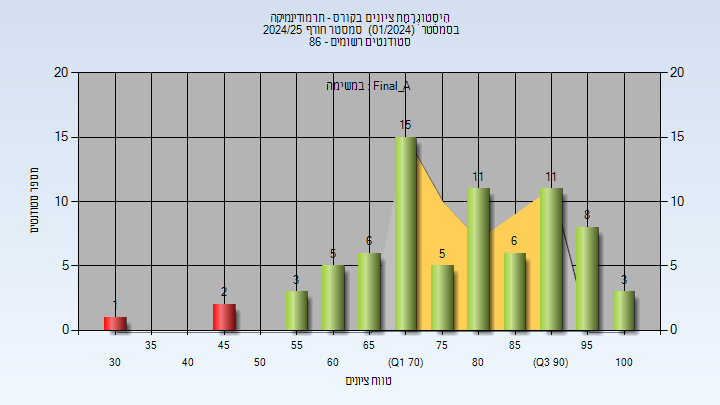 הִיסְטוֹגְרָמַת ציונים בקורס - תרמודינמיקה
בסמסטר (01/2024) סמסטר חורף 2024/25
סטודנטים רשומים - 86
במשימה : Final_A
מספר סטודנטים
20 20
15 15
10 10
5 5
0 0
1 2 3 5 6 15 5 11 6 11 8 3
35 45 55 65 75 85 95
30 40 50 60 (Q1 70) 80 (Q3 90) 100
טווח ציונים